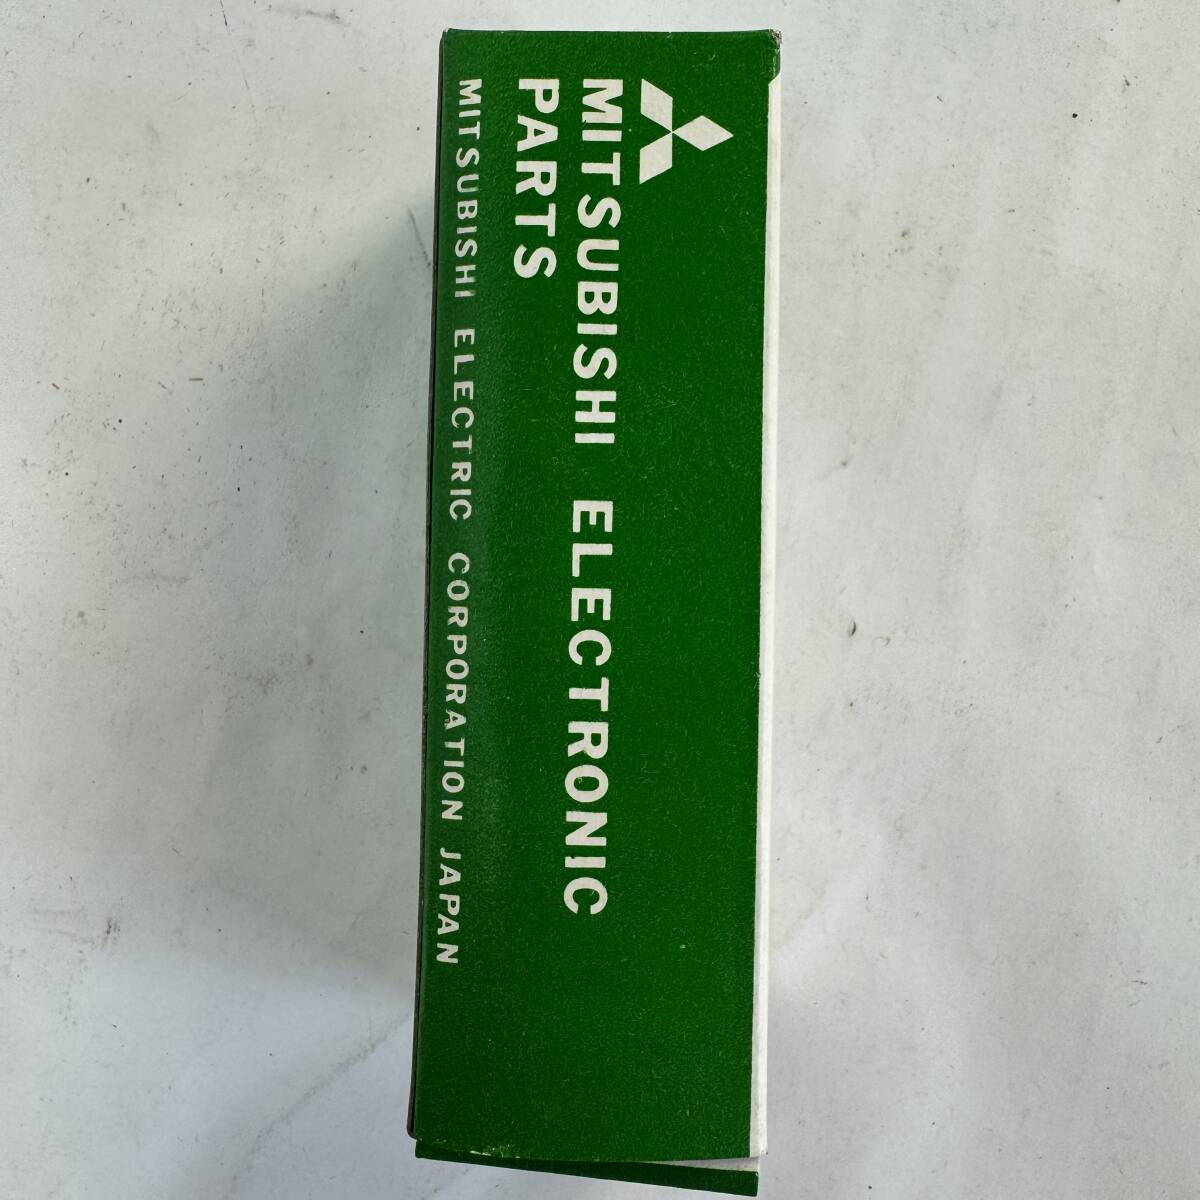 MITSUBISHI ELECTRONIC
PARTS
MITSUBISHI ELECTRIC CORPORATION JAPAN